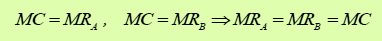 MC = MR_A , MC = MR_B ⇒ MR_A = MR_B = MC